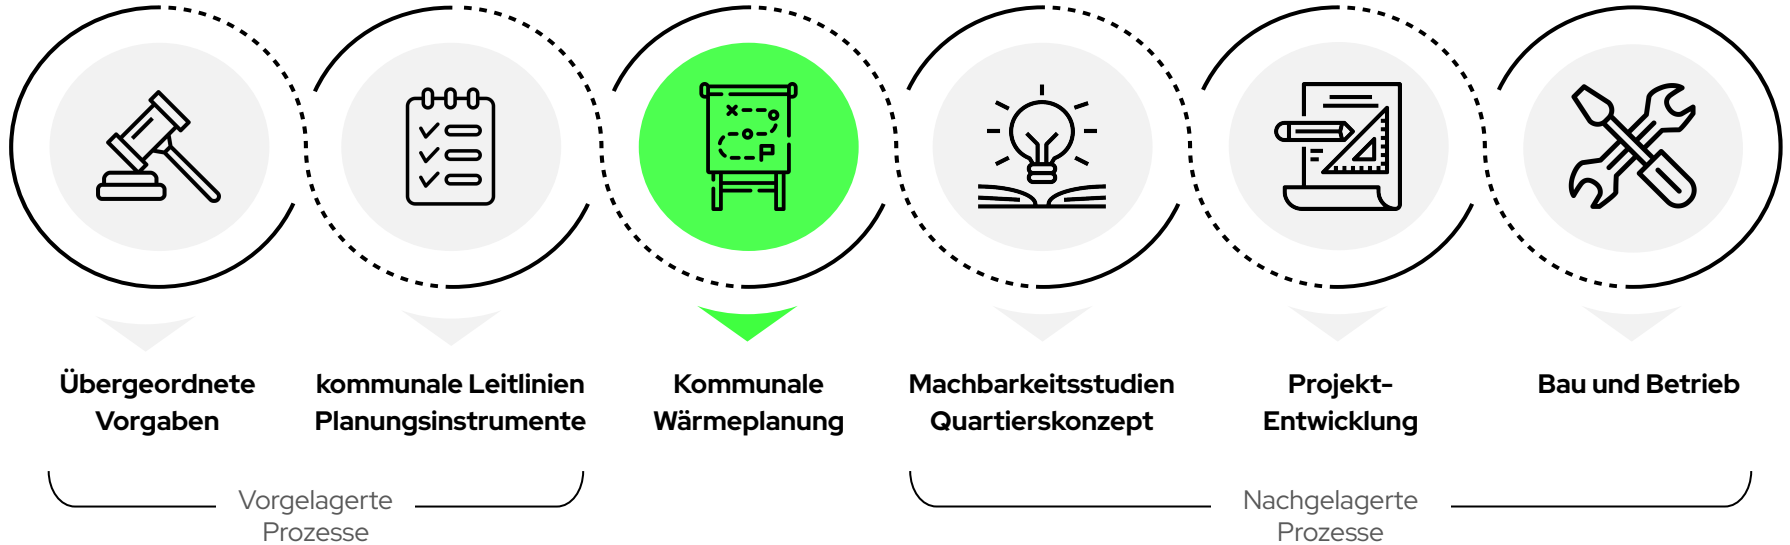 Übergeordnete
Vorgaben
kommunale Leitlinien
Planungsinstrumente
Kommunale
Wärmeplanung
Machbarkeitsstudien
Quartierskonzept
Projekt-
Entwicklung
Bau und Betrieb
Vorgelagerte
Prozesse
Nachgelagerte
Prozesse